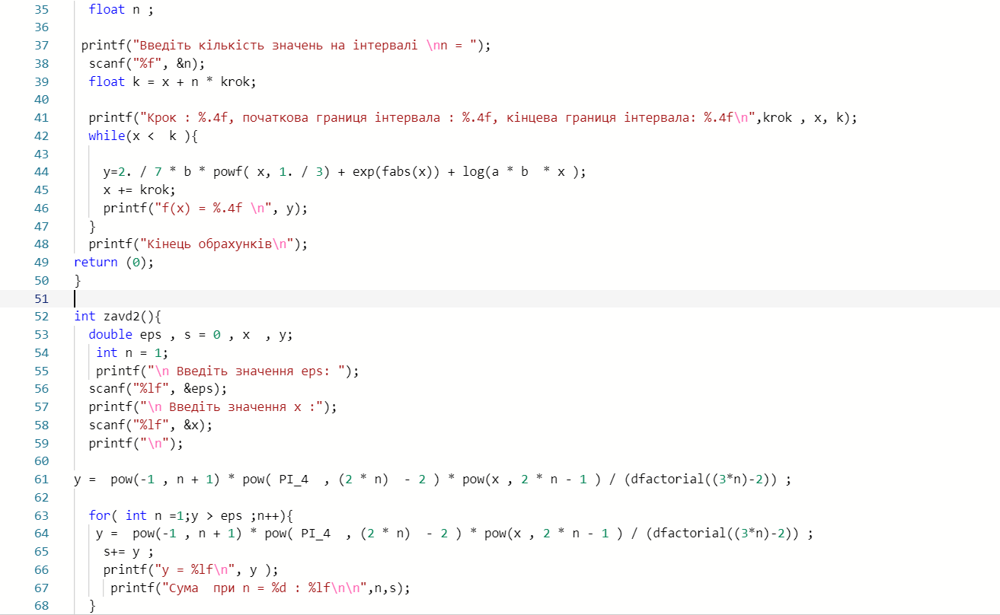 35 float n ;
36
37 printf("Введіть кількість значень на інтервалі \nn = ");
38 scanf("%f", &n);
39 float k = x + n * krok;
40
41 printf("Крок : %.4f, початкова границя інтервала : %.4f, кінцева границя інтервала: %.4f\n",krok , x, k);
42 while(x <  k ){
43
44 y=2. / 7 * b * powf( x, 1. / 3) + exp(fabs(x)) + log(a * b  * x );
45 x += krok;
46 printf("f(x) = %.4f \n", y);
47 }
48 printf("Кінець обрахунків\n");
49 return (0);
50 }
51
52 int zavd2(){
53 double eps , s = 0 , x  , y;
54 int n = 1;
55 printf("\n Введіть значення eps: ");
56 scanf("%lf", &eps);
57 printf("\n Введіть значення x :");
58 scanf("%lf", &x);
59 printf("\n");
60
61 y =  pow(-1 , n + 1) * pow( PI_4  , (2 * n)  - 2 ) * pow(x , 2 * n - 1 ) / (dfactorial((3*n)-2)) ;
62
63 for( int n =1;y > eps ;n++){
64 y =  pow(-1 , n + 1) * pow( PI_4  , (2 * n)  - 2 ) * pow(x , 2 * n - 1 ) / (dfactorial((3*n)-2)) ;
65 s+= y ;
66 printf("y = %lf\n", y );
67 printf("Сума  при n = %d : %lf\n\n",n,s);
68 }